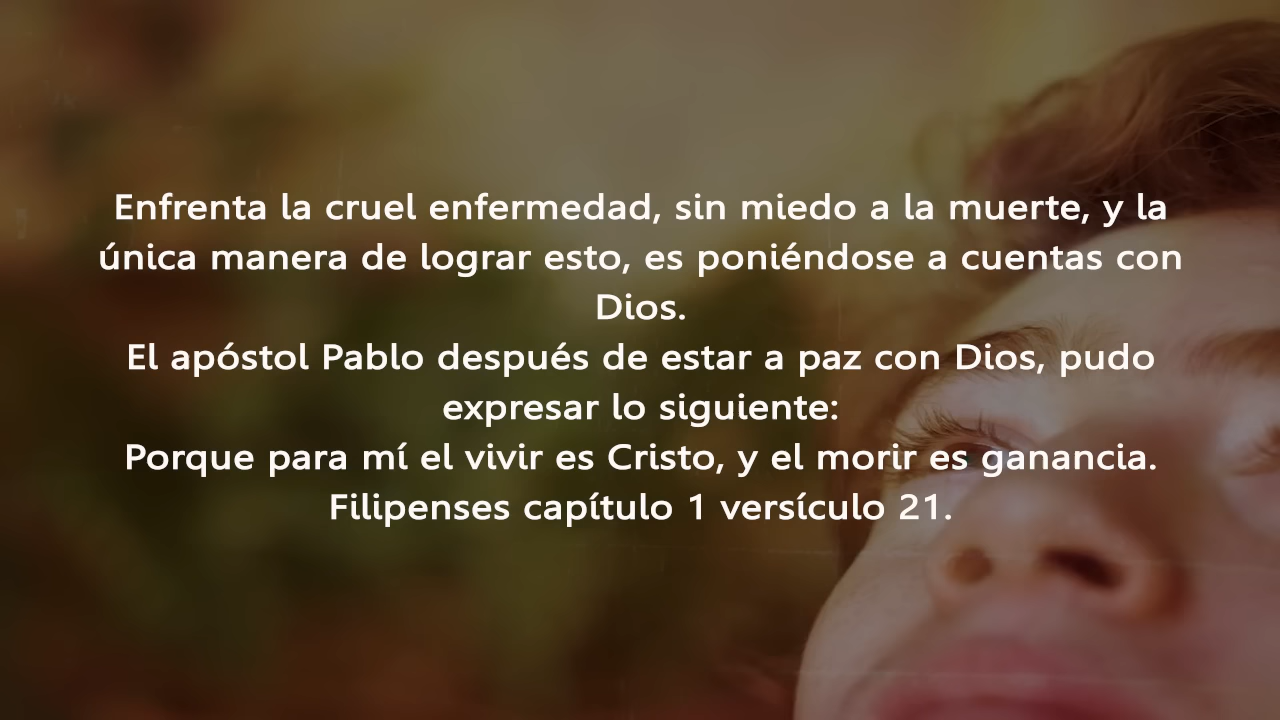 Enfrenta la cruel enfermedad, sin miedo a la muerte, y la
única manera de lograr esto, es poniéndose a cuentas con
Dios.
El apóstol Pablo después de estar a paz con Dios, pudo
expresar lo siguiente:
Porque para mí el vivir es Cristo, y el morir es ganancia.
Filipenses capítulo 1 versículo 21.